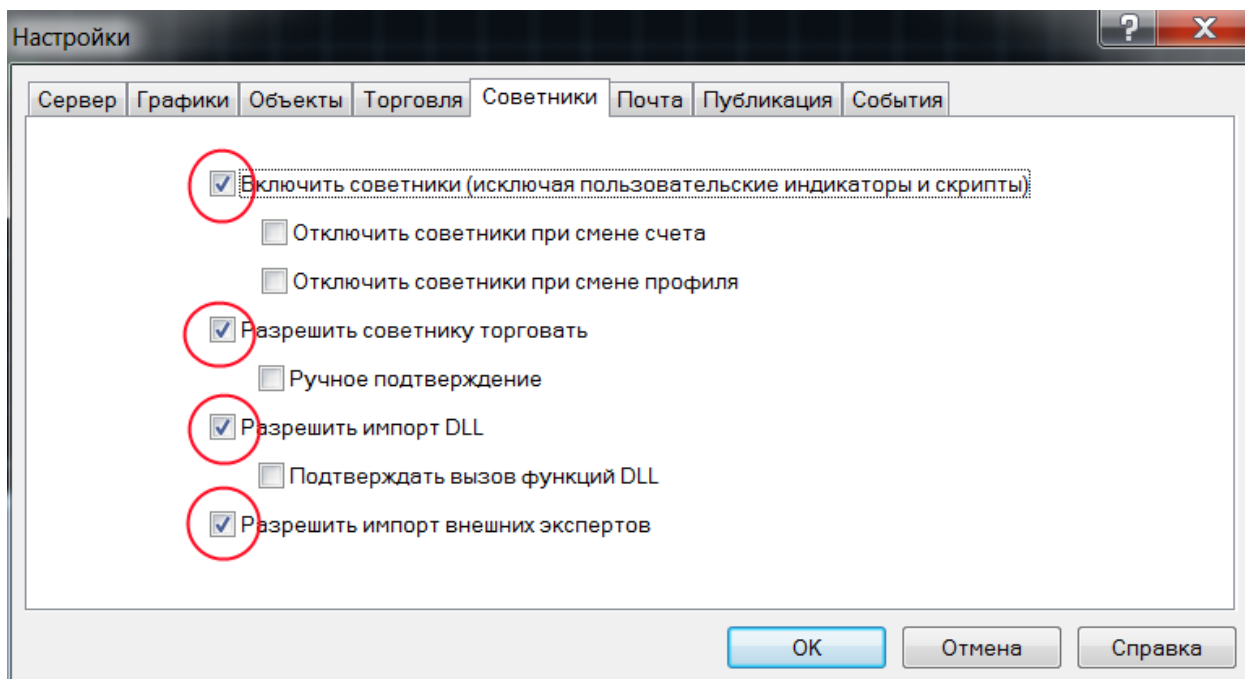 Настройки
?
X
Сервер Графики Объекты Торговля Советники Почта Публикация События
Включить советники (исключая пользовательские индикаторы и скрипты)
Отключить советники при смене счета
Отключить советники при смене профиля
Разрешить советнику торговать
Ручное подтверждение
Разрешить импорт DLL
Подтверждать вызов функций DLL
Разрешить импорт внешних экспертов
OK Отмена Справка